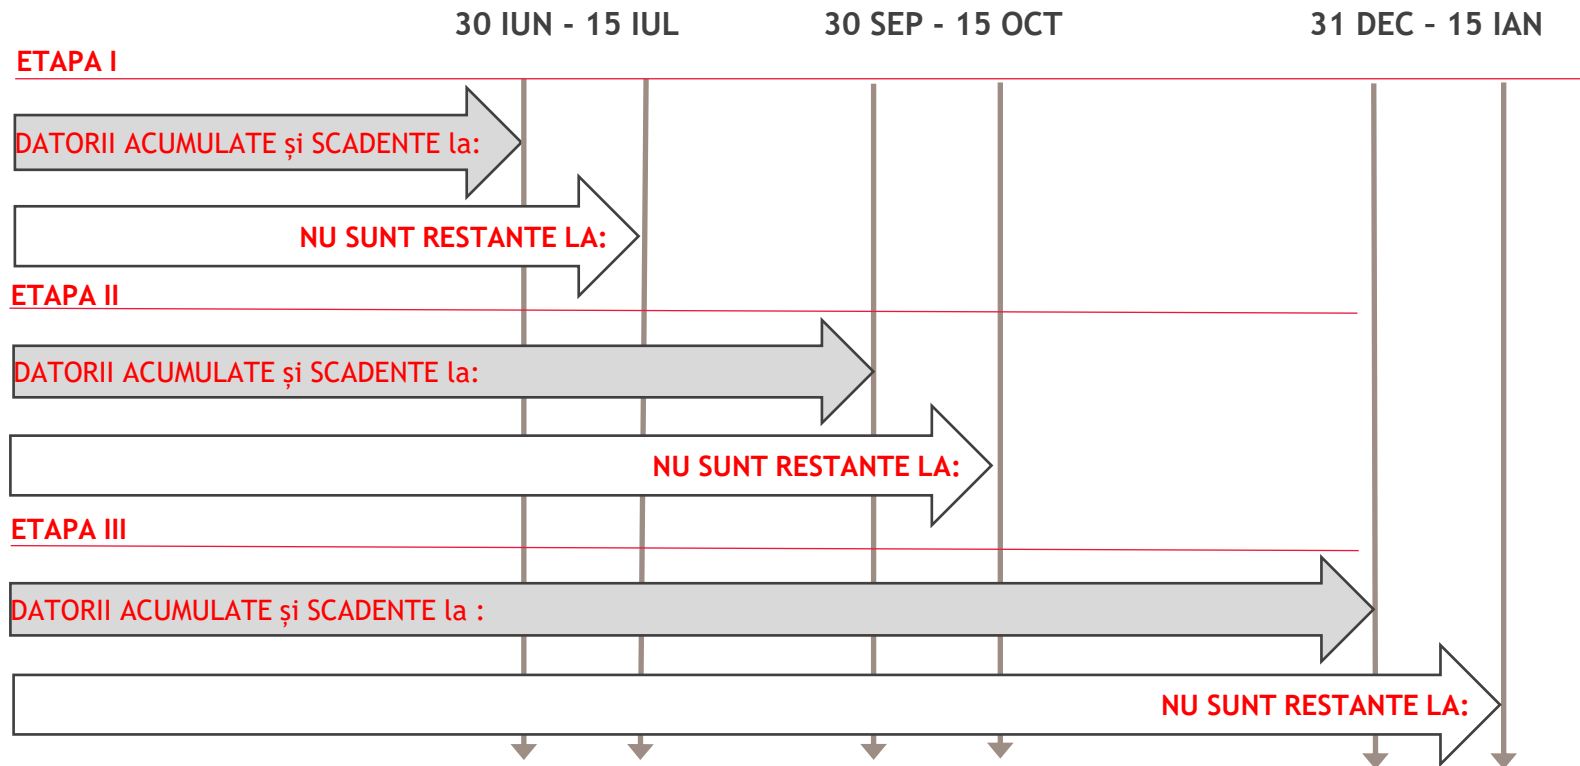 30 IUN - 15 IUL 30 SEP - 15 OCT 31 DEC - 15 IAN
ETAPA I
DATORII ACUMULATE și SCADENTE la:
NU SUNT RESTANTE LA:
ETAPA II
DATORII ACUMULATE și SCADENTE la:
NU SUNT RESTANTE LA:
ETAPA III
DATORII ACUMULATE și SCADENTE la :
NU SUNT RESTANTE LA: